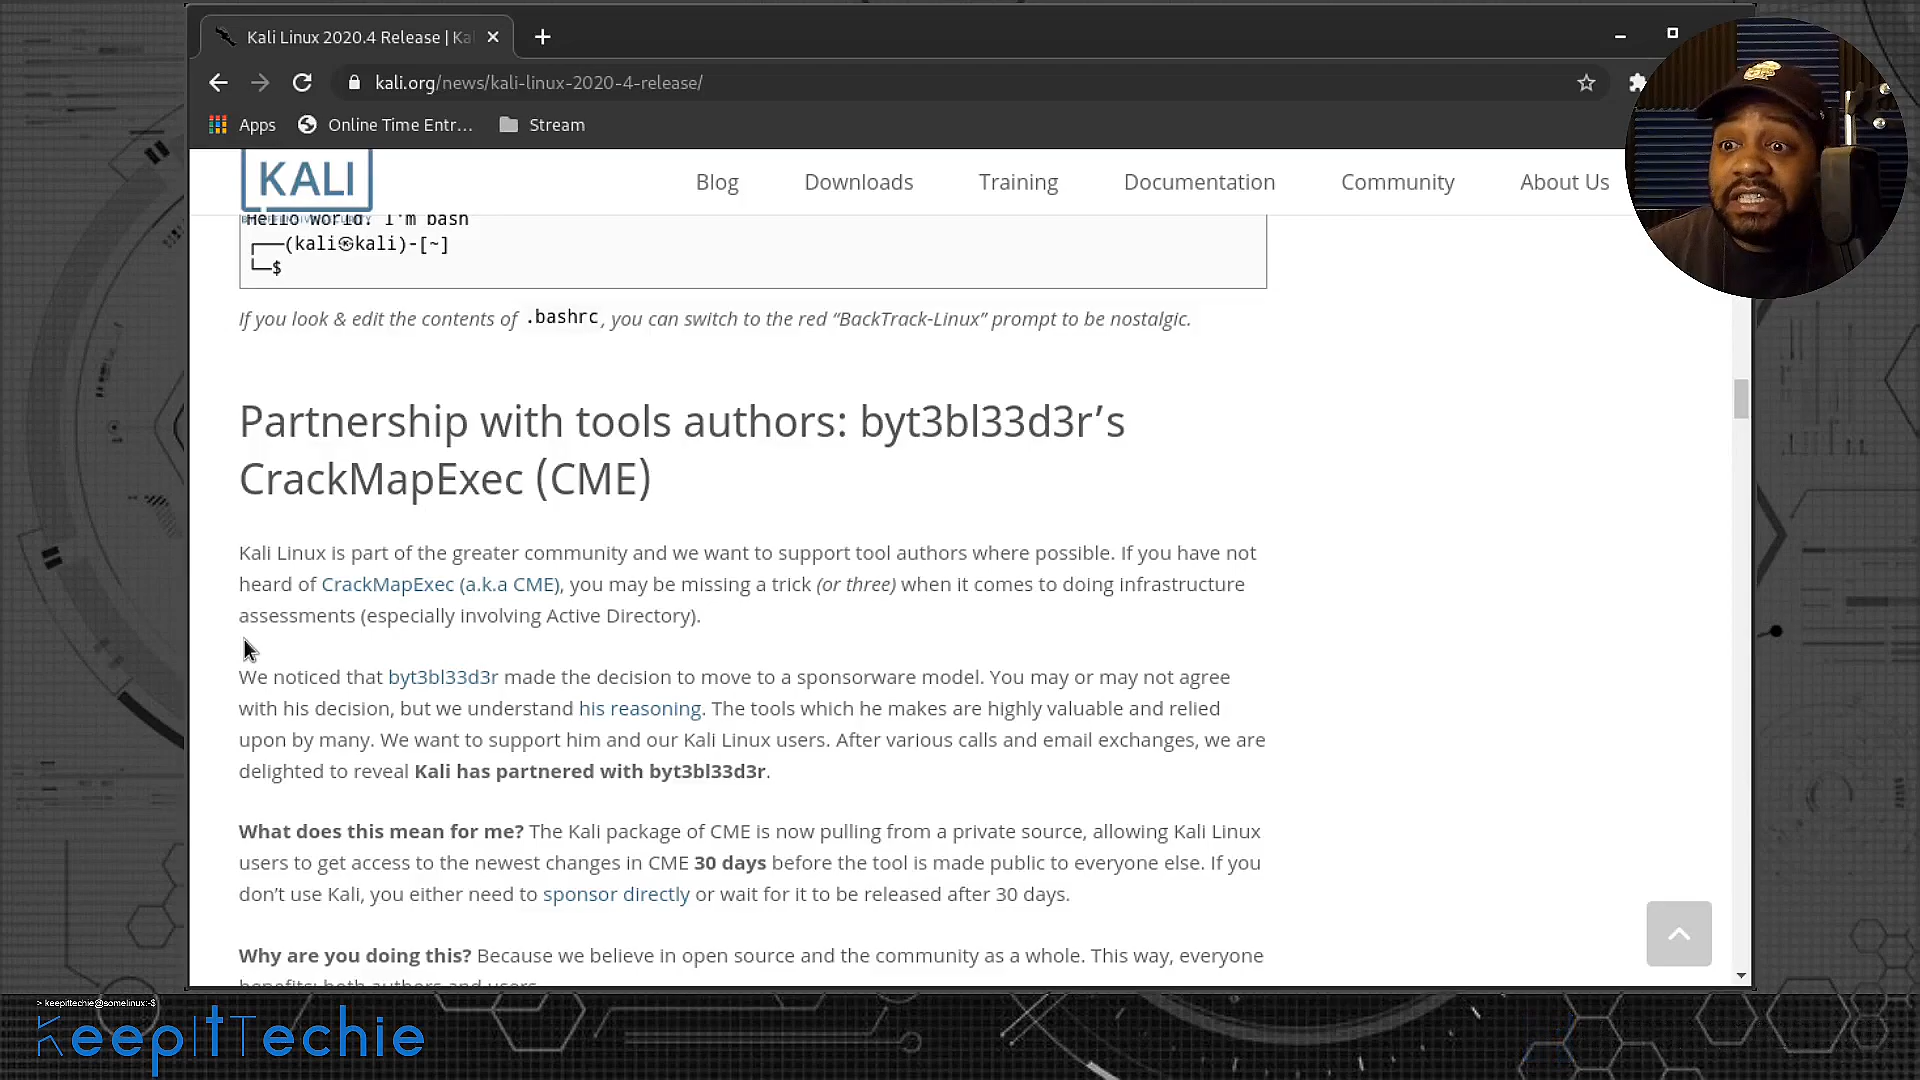 Kali Linux 2020.4 Release | Ka
kali.org/news/kali-linux-2020-4-release/
Apps
Online Time Entr...
Stream
KALI
Blog
Downloads
Training
Documentation
Community
About Us
Hello world! I'm bash
┌──(kali㉿kali)-[~]
└─$
If you look & edit the contents of .bashrc, you can switch to the red “BackTrack-Linux” prompt to be nostalgic.
Partnership with tools authors: byt3bl33d3r’s
CrackMapExec (CME)
Kali Linux is part of the greater community and we want to support tool authors where possible. If you have not
heard of CrackMapExec (a.k.a CME), you may be missing a trick (or three) when it comes to doing infrastructure
assessments (especially involving Active Directory).
We noticed that byt3bl33d3r made the decision to move to a sponsorware model. You may or may not agree
with his decision, but we understand his reasoning. The tools which he makes are highly valuable and relied
upon by many. We want to support him and our Kali Linux users. After various calls and email exchanges, we are
delighted to reveal Kali has partnered with byt3bl33d3r.
What does this mean for me? The Kali package of CME is now pulling from a private source, allowing Kali Linux
users to get access to the newest changes in CME 30 days before the tool is made public to everyone else. If you
don’t use Kali, you either need to sponsor directly or wait for it to be released after 30 days.
Why are you doing this? Because we believe in open source and the community as a whole. This way, everyone
benefits; both authors and users.
> keepittechie@somelinux:~$
KeepItTechie